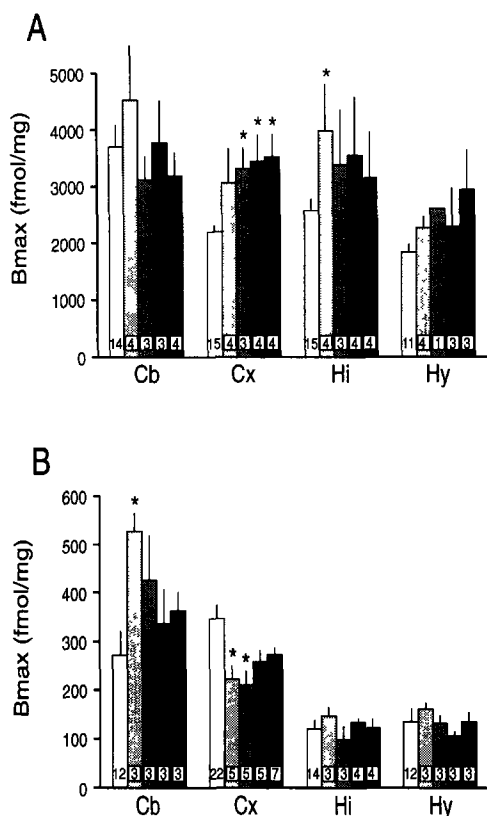 A
Bmax (fmol/mg)
5000
4000
3000
2000
1000
0
*
* * *
14 4 3 3 4
15 4 3 4 4
15 4 3 4 4
11 4 1 3 3
Cb Cx Hi Hy
B
Bmax (fmol/mg)
600
500
400
300
200
100
0
*
* *
12 3 3 3 3
22 5 5 5 7
14 3 3 4 4
12 3 3 3 3
Cb Cx Hi Hy